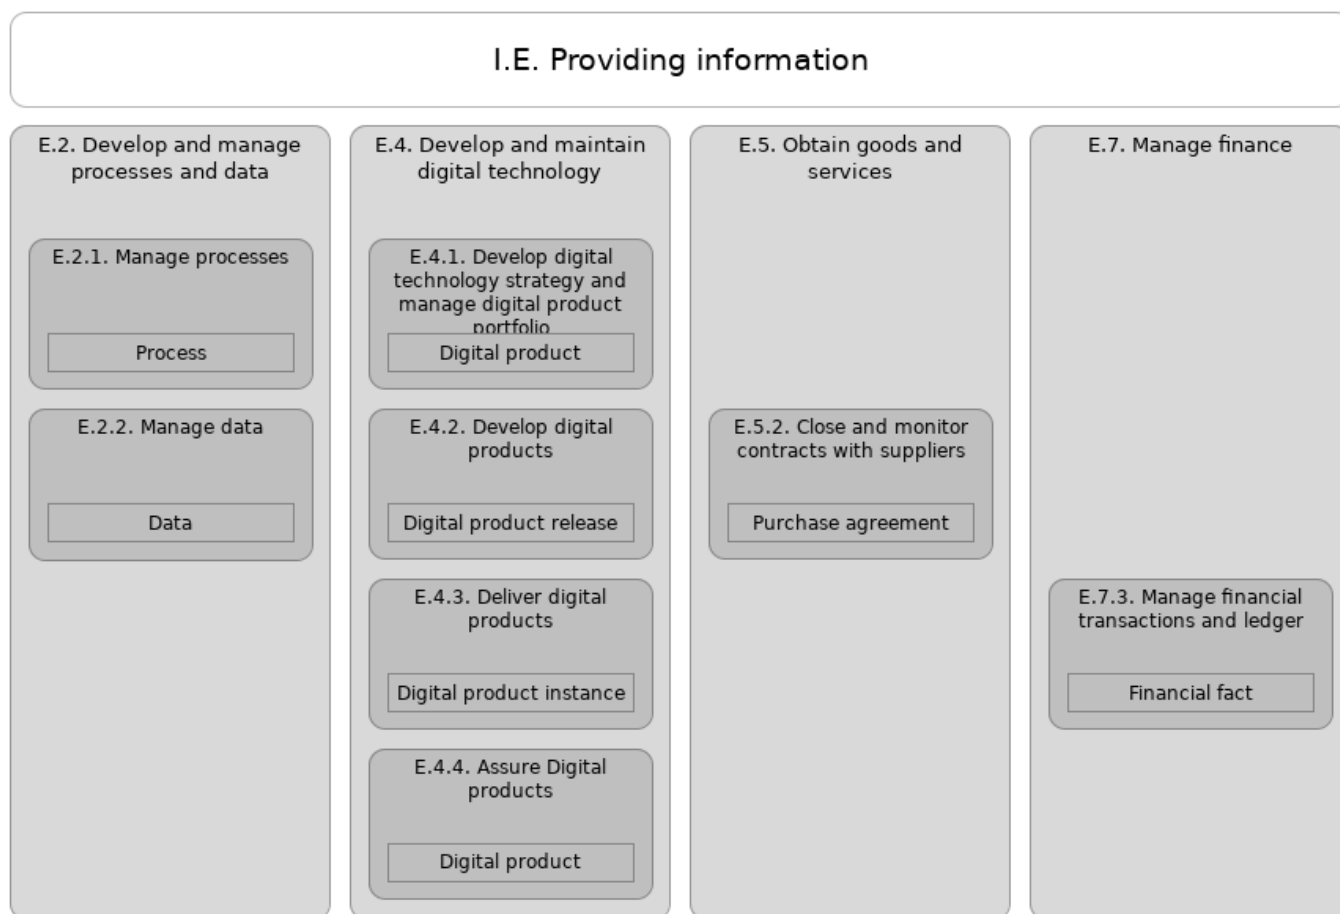 I.E. Providing information
E.2. Develop and manage
processes and data
E.2.1. Manage processes
Process
E.2.2. Manage data
Data
E.4. Develop and maintain
digital technology
E.4.1. Develop digital
technology strategy and
manage digital product
portfolio
Digital product
E.4.2. Develop digital
products
Digital product release
E.4.3. Deliver digital
products
Digital product instance
E.4.4. Assure Digital
products
Digital product
E.5. Obtain goods and
services
E.5.2. Close and monitor
contracts with suppliers
Purchase agreement
E.7. Manage finance
E.7.3. Manage financial
transactions and ledger
Financial fact